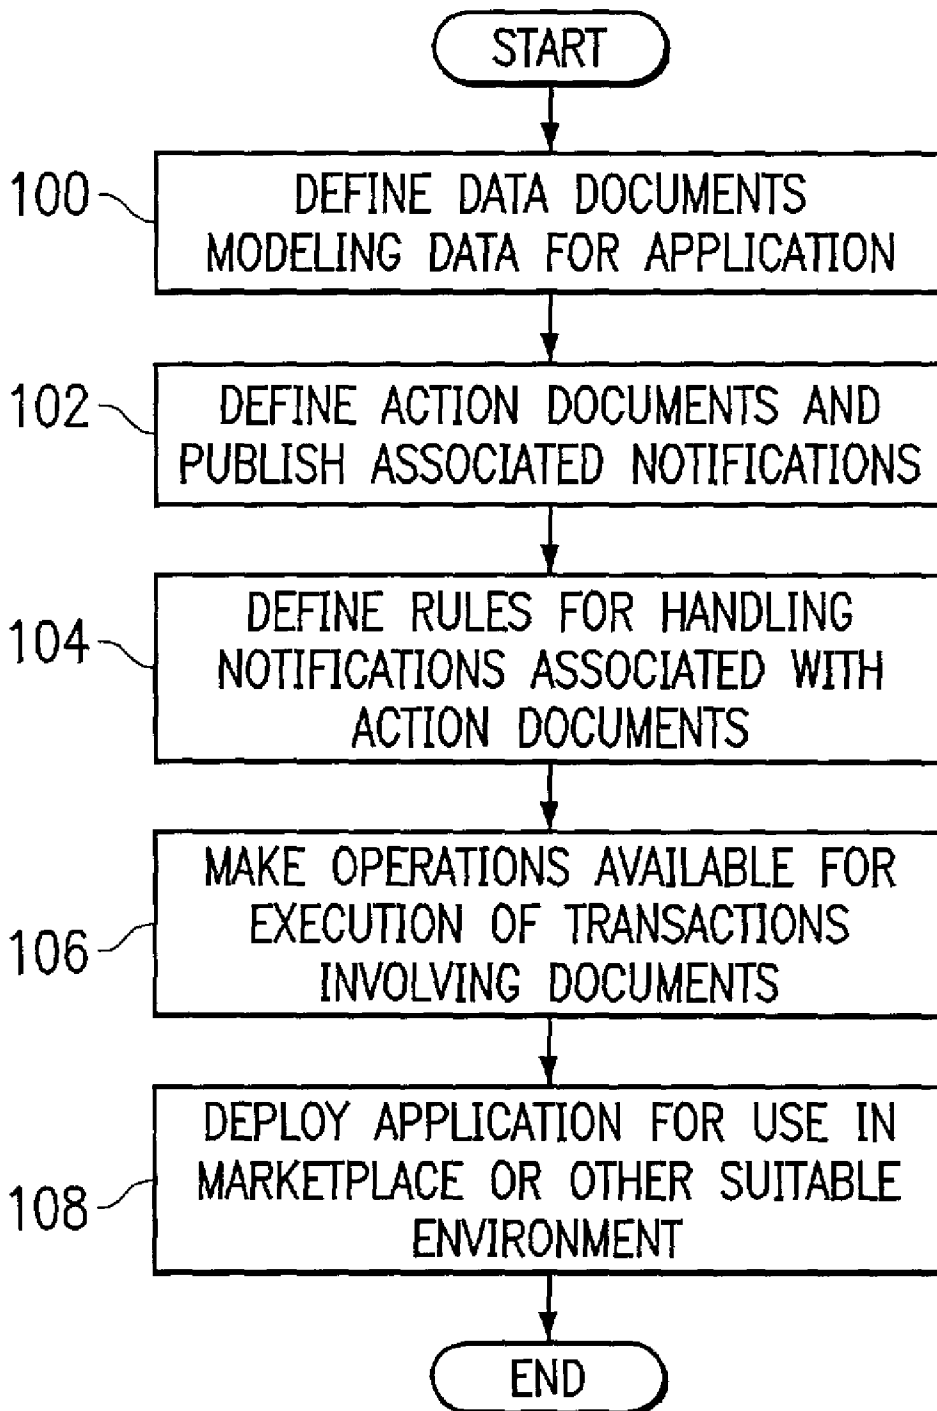 START
100
DEFINE DATA DOCUMENTS
MODELING DATA FOR APPLICATION
102
DEFINE ACTION DOCUMENTS AND
PUBLISH ASSOCIATED NOTIFICATIONS
104
DEFINE RULES FOR HANDLING
NOTIFICATIONS ASSOCIATED WITH
ACTION DOCUMENTS
106
MAKE OPERATIONS AVAILABLE FOR
EXECUTION OF TRANSACTIONS
INVOLVING DOCUMENTS
108
DEPLOY APPLICATION FOR USE IN
MARKETPLACE OR OTHER SUITABLE
ENVIRONMENT
END